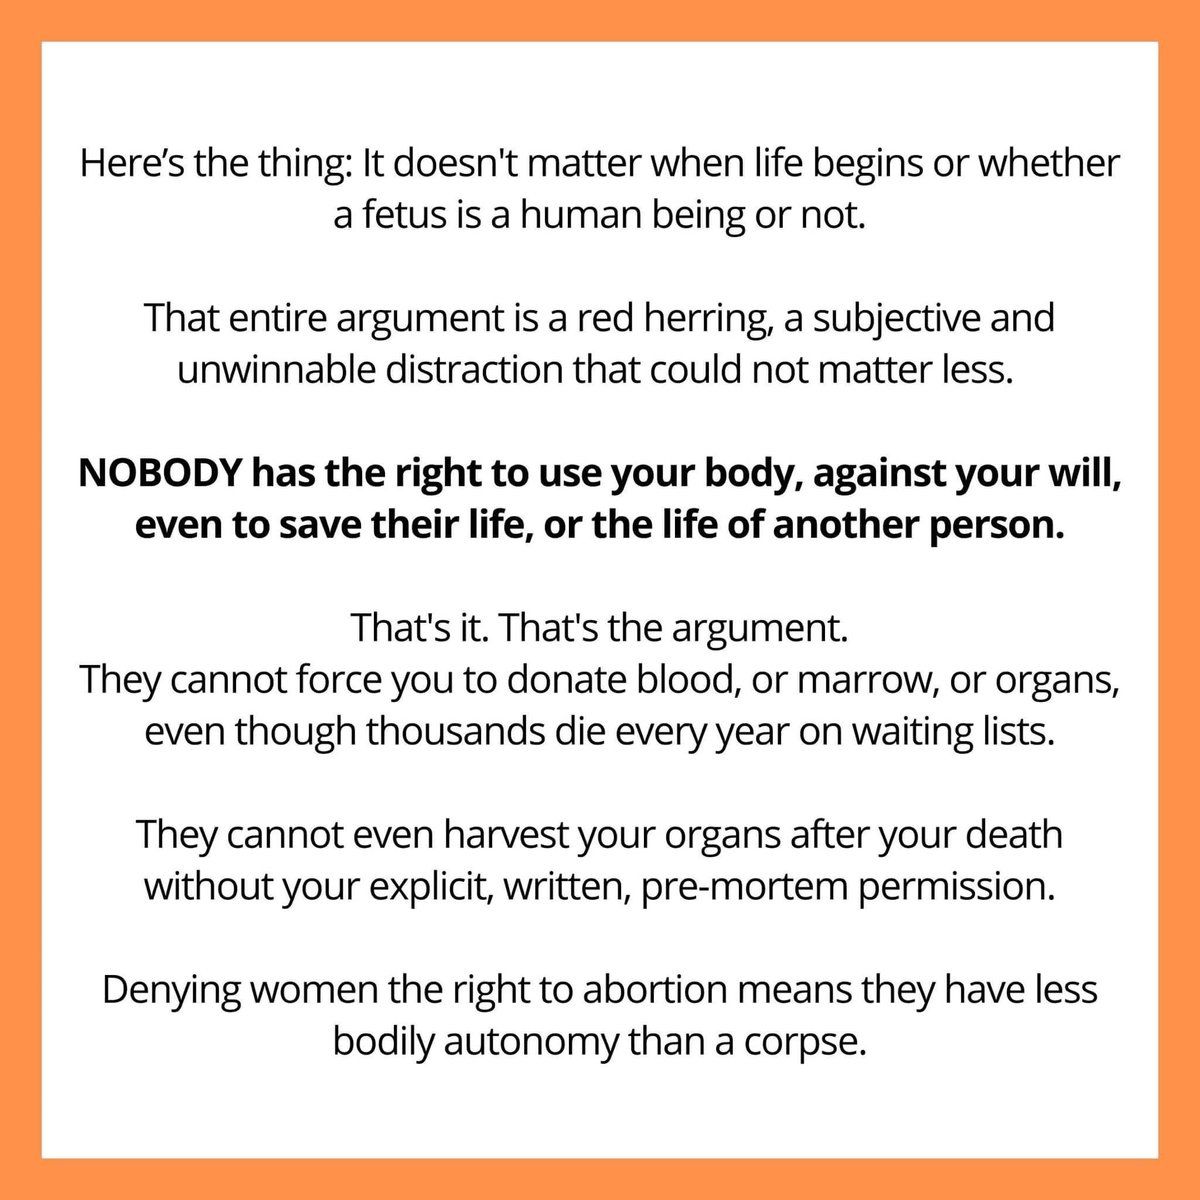 Here’s the thing: It doesn't matter when life begins or whether
a fetus is a human being or not.
That entire argument is a red herring, a subjective and
unwinnable distraction that could not matter less.
NOBODY has the right to use your body, against your will,
even to save their life, or the life of another person.
That's it. That's the argument.
They cannot force you to donate blood, or marrow, or organs,
even though thousands die every year on waiting lists.
They cannot even harvest your organs after your death
without your explicit, written, pre-mortem permission.
Denying women the right to abortion means they have less
bodily autonomy than a corpse.